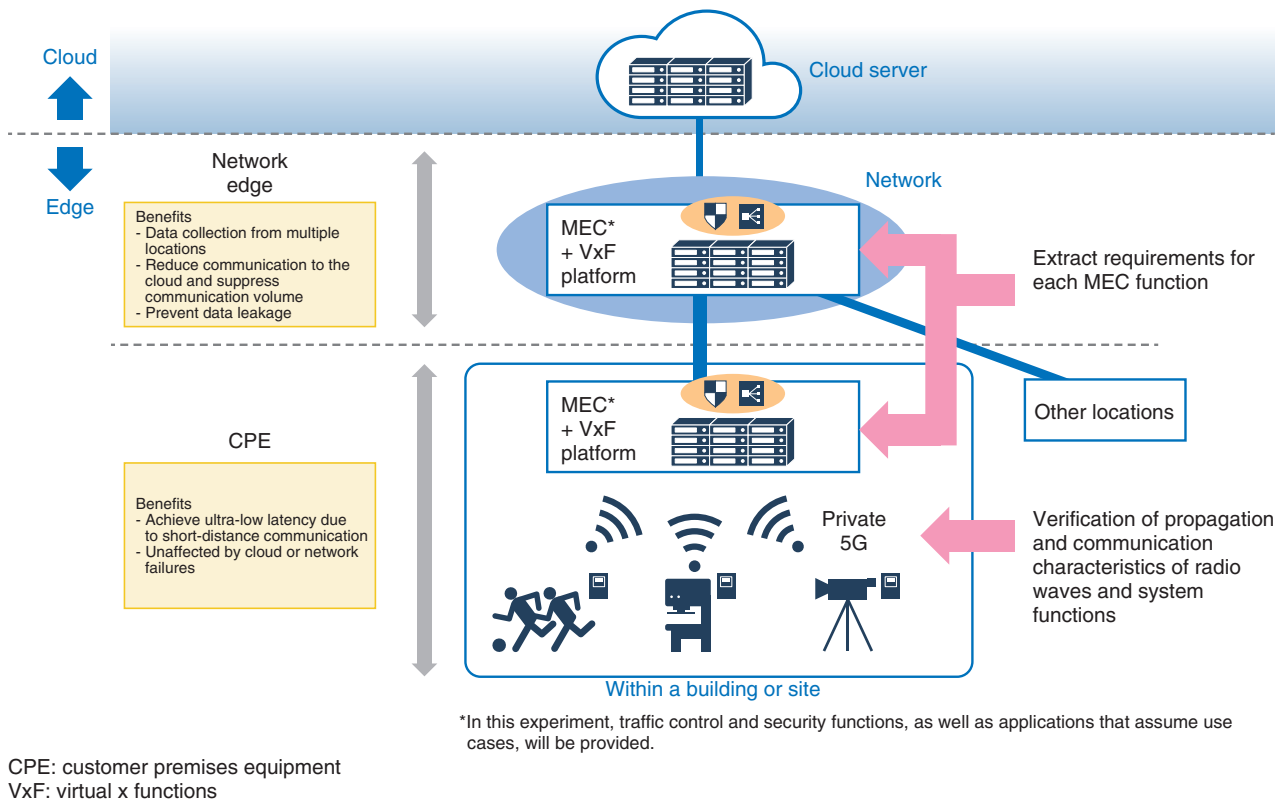 Cloud
Edge
Cloud server
Network
edge
Benefits
- Data collection from multiple
locations
- Reduce communication to the
cloud and suppress
communication volume
- Prevent data leakage
Network
MEC*
+ VxF
platform
Extract requirements for
each MEC function
CPE
Benefits
- Achieve ultra-low latency due
to short-distance communication
- Unaffected by cloud or network
failures
MEC*
+ VxF
platform
Other locations
Private
5G
Verification of propagation
and communication
characteristics of radio
waves and system
functions
Within a building or site
*In this experiment, traffic control and security functions, as well as applications that assume use
cases, will be provided.
CPE: customer premises equipment
VxF: virtual x functions